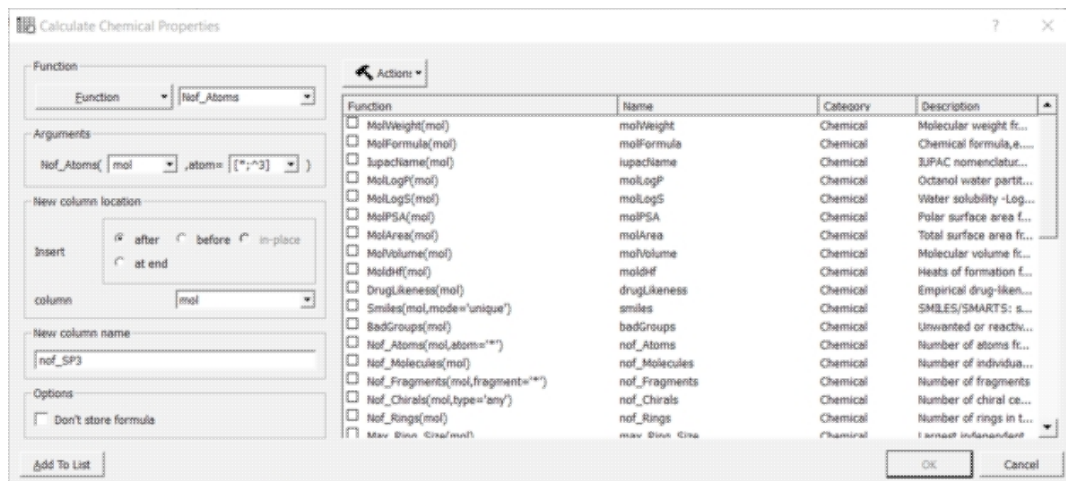 Calculate Chemical Properties ? ×
Function
Function Nof_Atoms
Arguments
Nof_Atoms( mol ,atom= [*;^3] )
New column location
Insert
after before in-place
at end
column mol
New column name
nof_SP3
Options
Don't store formula
Add To List
Actions
Function Name Category Description
MolWeight(mol) molWeight Chemical Molecular weight fr...
MolFormula(mol) molFormula Chemical Chemical formula,e....
IupacName(mol) iupacName Chemical IUPAC nomenclatur...
MolLogP(mol) molLogP Chemical Octanol water partit...
MolLogS(mol) molLogS Chemical Water solubility -Log...
MolPSA(mol) molPSA Chemical Polar surface area f...
MolArea(mol) molArea Chemical Total surface area fr...
MolVolume(mol) molVolume Chemical Molecular volume fr...
MoldHf(mol) moldHf Chemical Heats of formation f...
DrugLikeness(mol) drugLikeness Chemical Empirical drug-liken...
Smiles(mol,mode='unique') smiles Chemical SMILES/SMARTS: s...
BadGroups(mol) badGroups Chemical Unwanted or reactiv...
Nof_Atoms(mol,atom='*') nof_Atoms Chemical Number of atoms fr...
Nof_Molecules(mol) nof_Molecules Chemical Number of individua...
Nof_Fragments(mol,fragment='*') nof_Fragments Chemical Number of fragments
Nof_Chirals(mol,type='any') nof_Chirals Chemical Number of chiral ce...
Nof_Rings(mol) nof_Rings Chemical Number of rings in t...
Max_Ring_Size(mol) max_Ring_Size Chemical Largest independent
OK Cancel